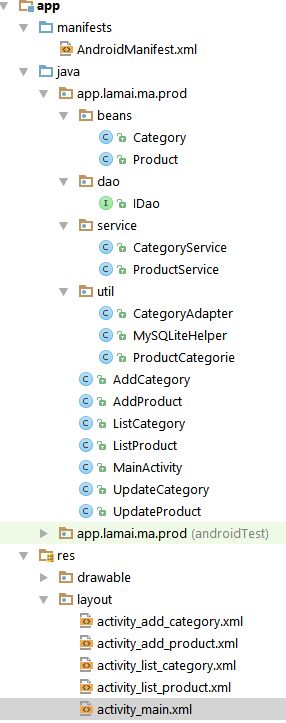 app
manifests
AndroidManifest.xml
java
app.lamai.ma.prod
beans
Category
Product
dao
IDao
service
CategoryService
ProductService
util
CategoryAdapter
MySQLiteHelper
ProductCategorie
AddCategory
AddProduct
ListCategory
ListProduct
MainActivity
UpdateCategory
UpdateProduct
app.lamai.ma.prod (androidTest)
res
drawable
layout
activity_add_category.xml
activity_add_product.xml
activity_list_category.xml
activity_list_product.xml
activity_main.xml